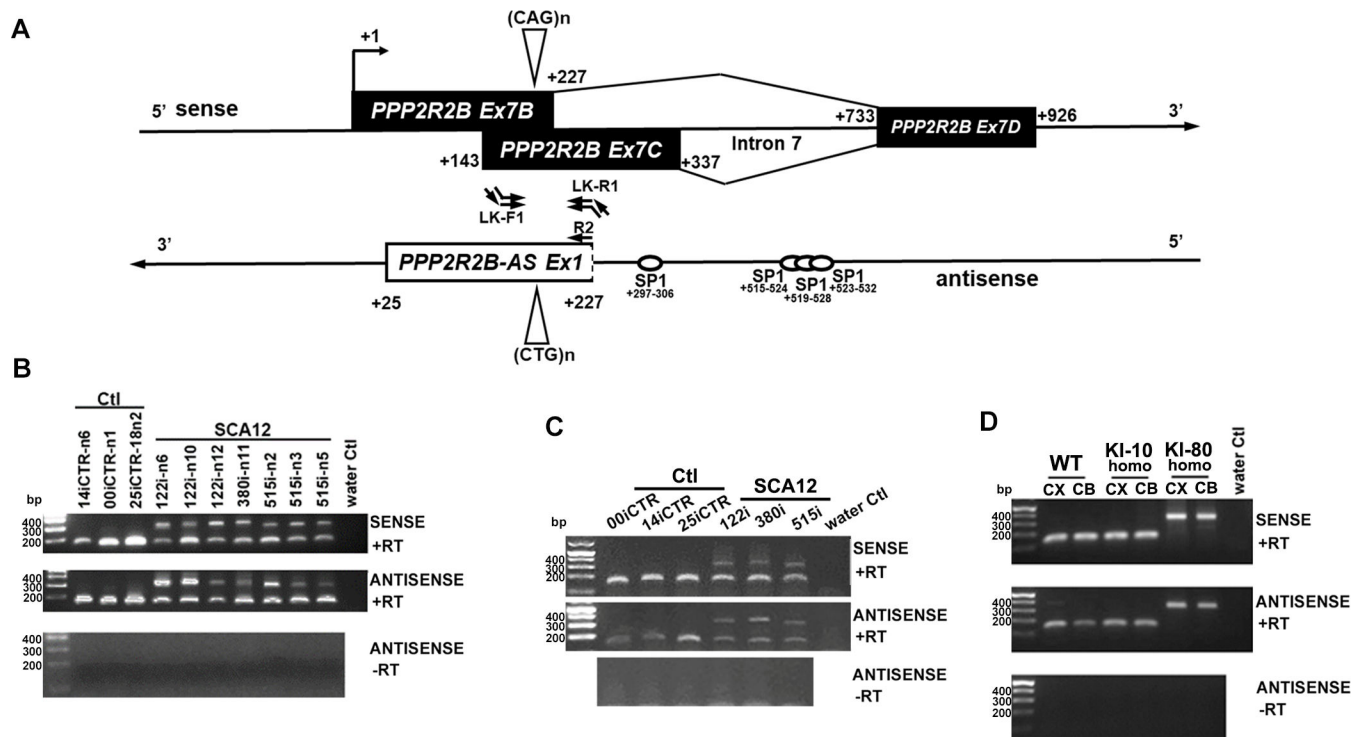 A
(CAG)n
+1
+227
5’ sense
PPP2R2B Ex7B
+733
PPP2R2B Ex7D
+926
3’
Intron 7
+143
PPP2R2B Ex7C
+337
LK-F1
LK-R1
R2
3’
PPP2R2B-AS Ex1
5’
SP1
+297-306
SP1
+515-524
SP1
+519-528
SP1
+523-532
antisense
+25
+227
(CTG)n
B
Ctl
SCA12
14iCTR-n6
00iCTR-n1
25iCTR-18n2
122i-n6
122i-n10
122i-n12
380i-n11
515i-n2
515i-n3
515i-n5
water Ctl
bp
400
300
200
SENSE
+RT
400
300
200
ANTISENSE
+RT
400
300
200
ANTISENSE
-RT
C
Ctl
SCA12
00iCTR
14iCTR
25iCTR
122i
380i
515i
water Ctl
bp
400
300
200
SENSE
+RT
400
300
200
ANTISENSE
+RT
ANTISENSE
-RT
D
WT
KI-10
homo
KI-80
homo
water Ctl
bp
CX CB CX CB CX CB
400
300
200
SENSE
+RT
400
300
200
ANTISENSE
+RT
400
300
200
ANTISENSE
-RT